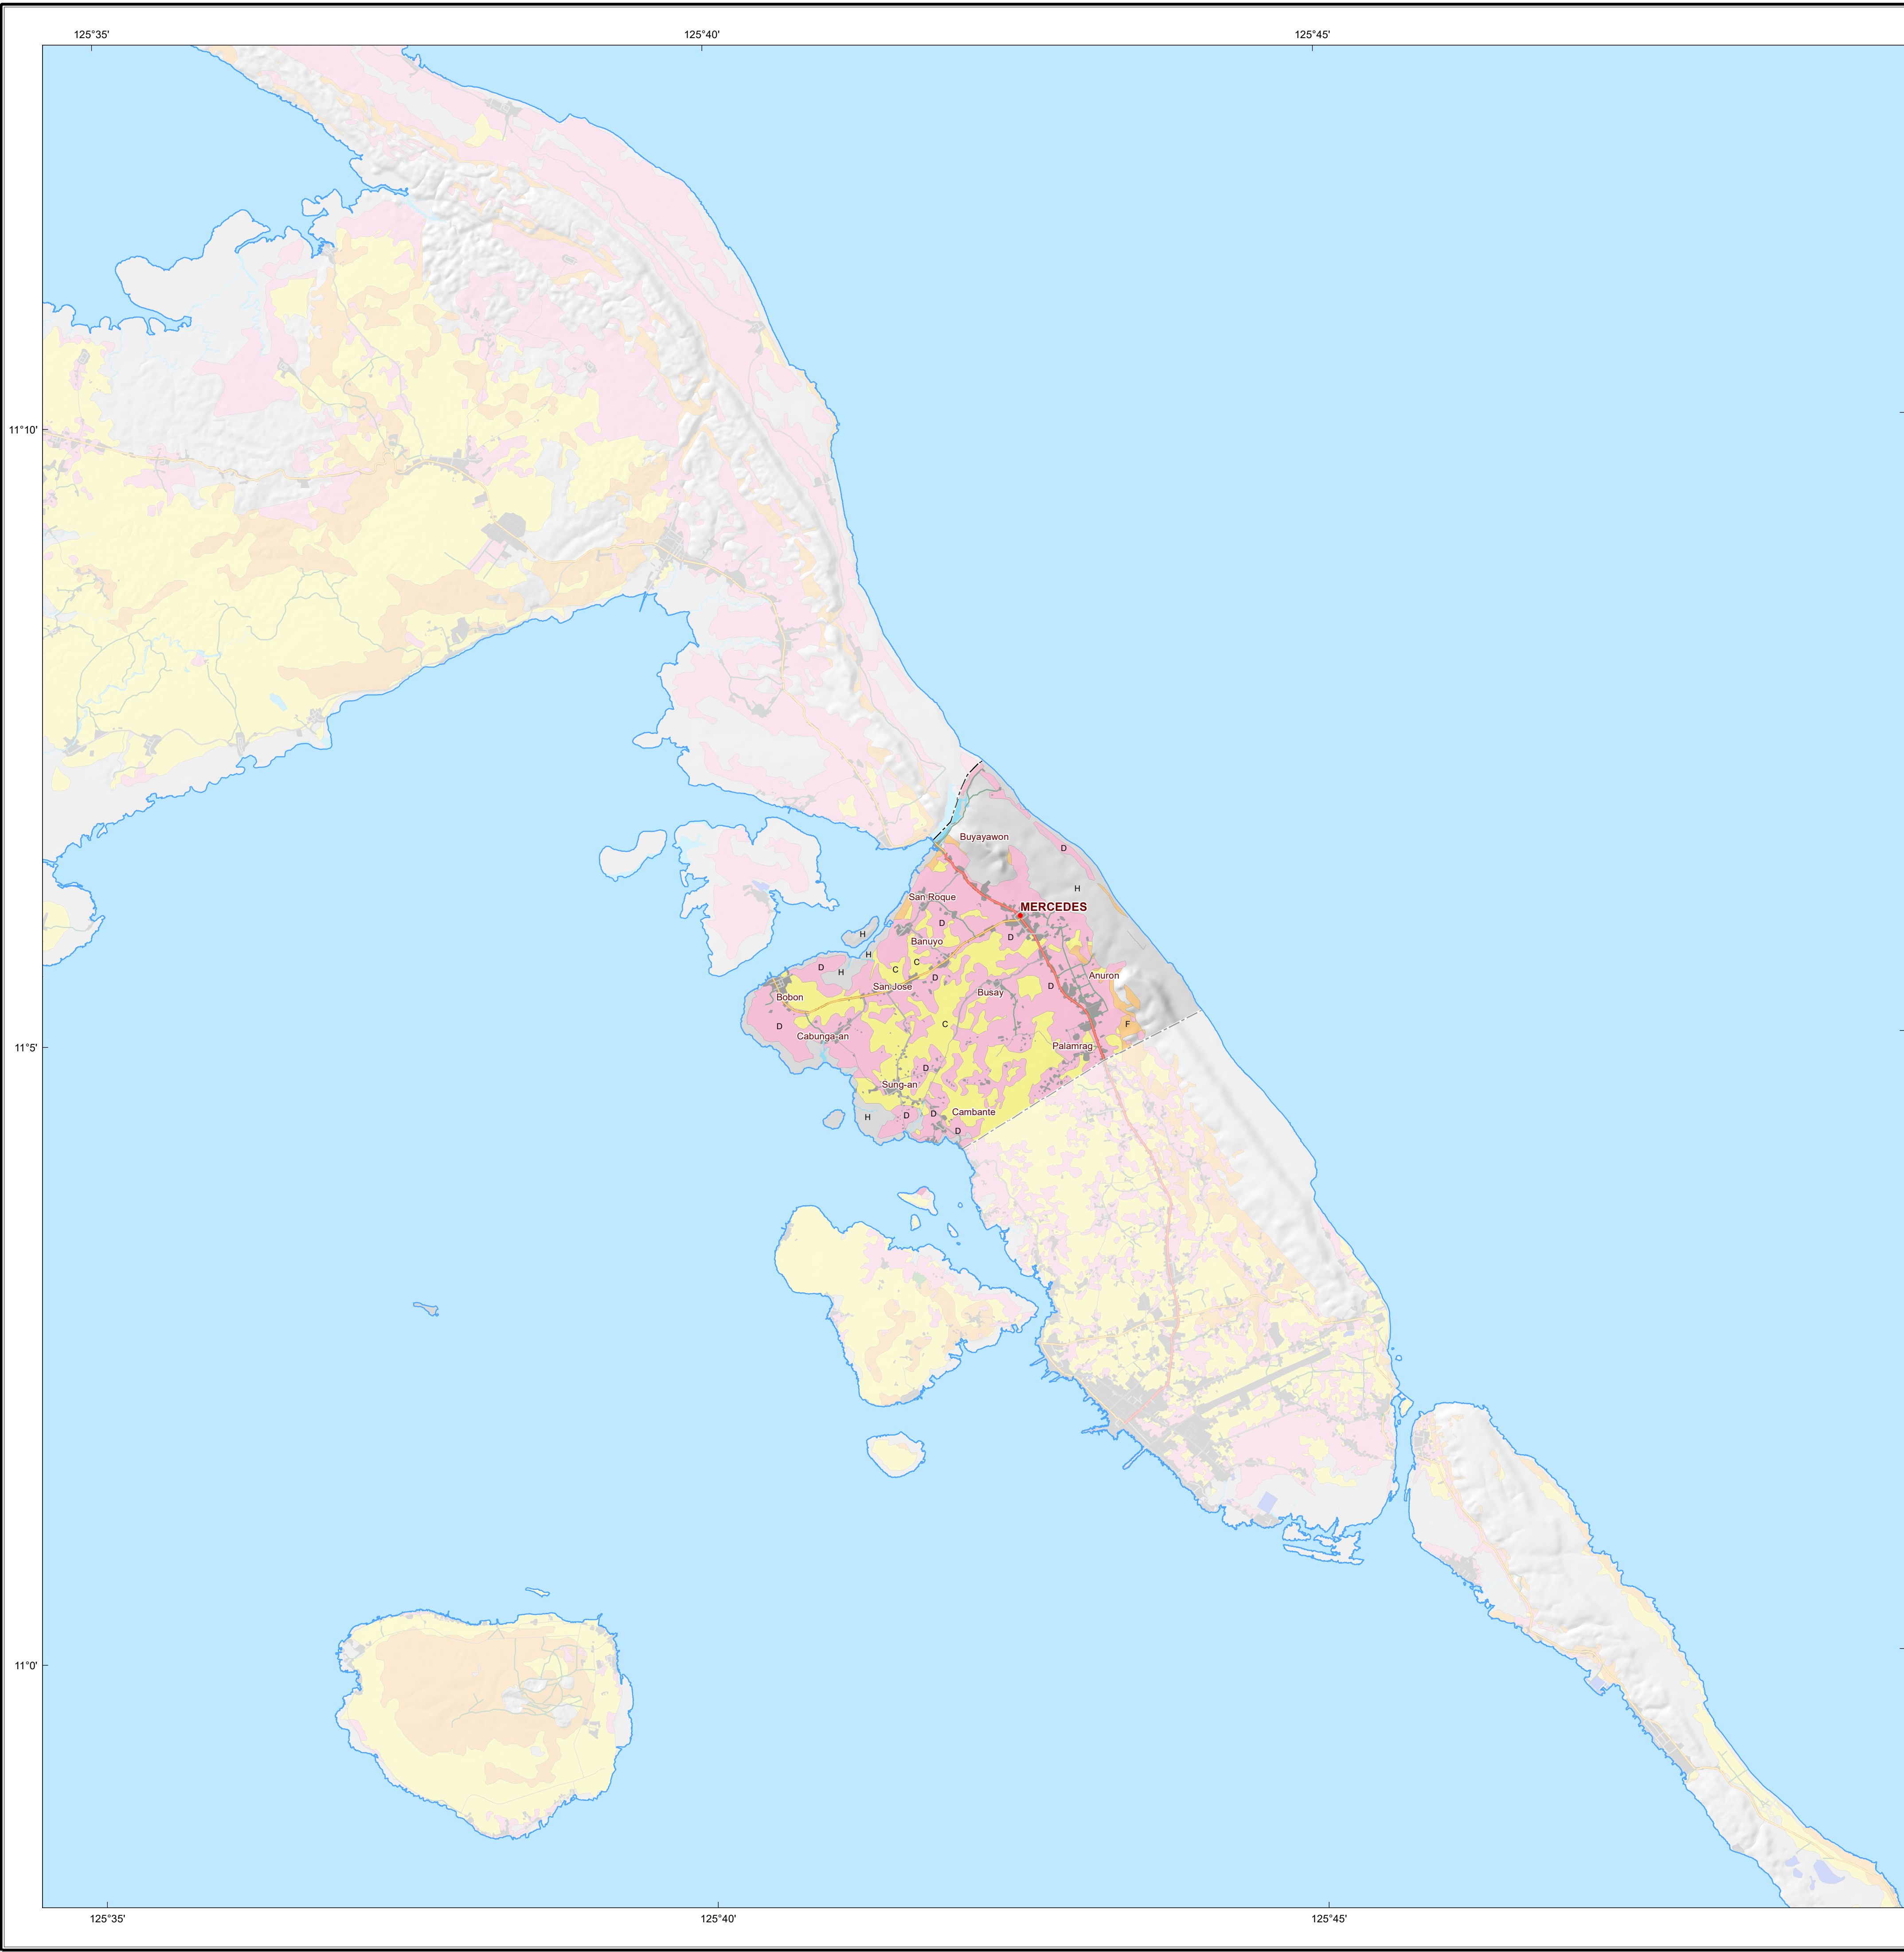 125°35' 125°40' 125°45'
11°10'
Buyayawon
D
H
San Roque
MERCEDES
D
H
D
Banuyo
H
C
D
H
C
Anuron
D
San Jose
D
Busay
Bobon
D
C
F
Cabunga-an
Palamrag
11°5'
D
Sung-an
Cambante
H
D
D
D
11°0'
125°35' 125°40' 125°45'